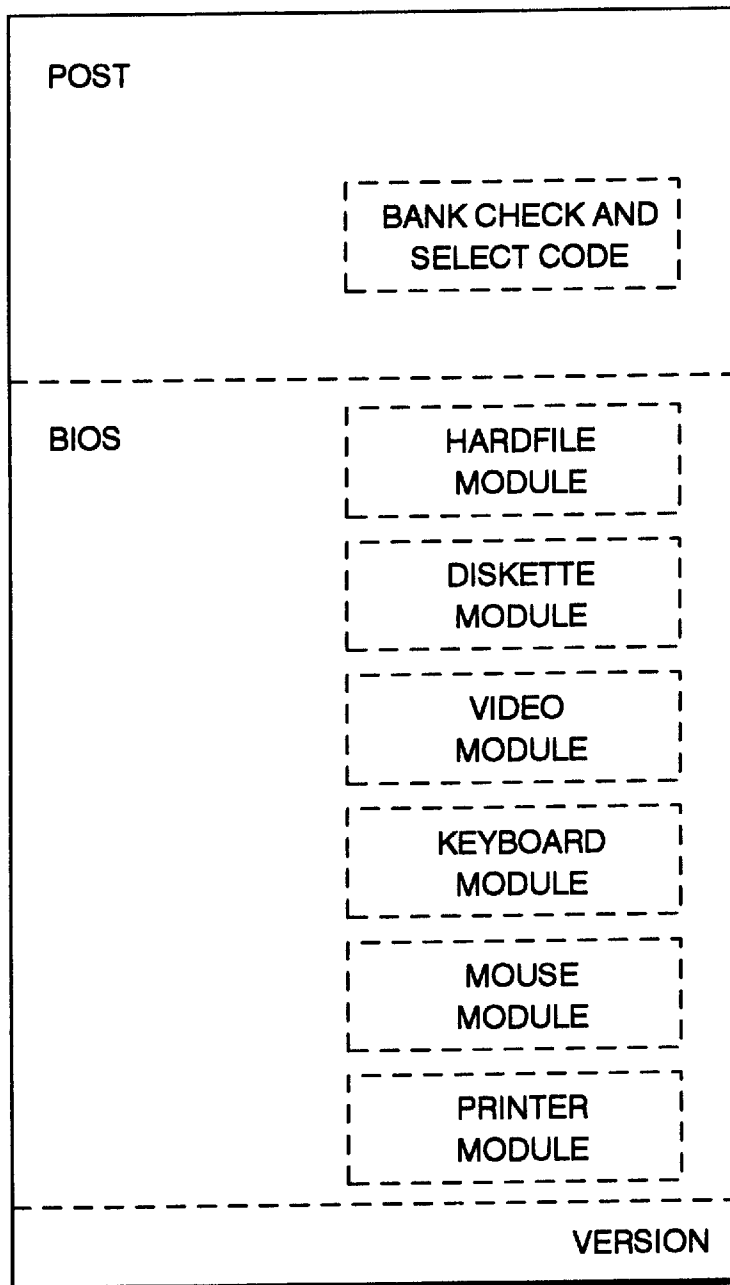 POST
BANK CHECK AND
SELECT CODE
BIOS
HARDFILE
MODULE
DISKETTE
MODULE
VIDEO
MODULE
KEYBOARD
MODULE
MOUSE
MODULE
PRINTER
MODULE
VERSION